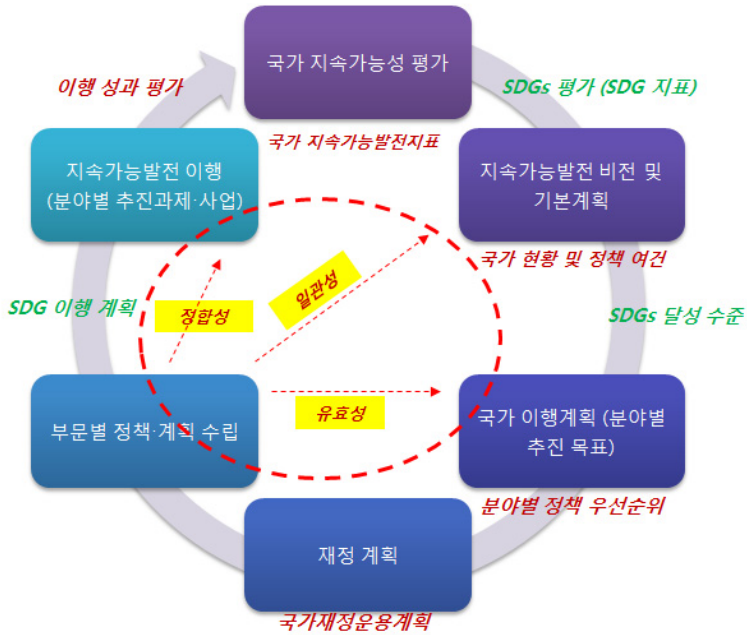 국가 지속가능성 평가
이행 성과 평가
SDGs 평가 (SDG 지표)
국가 지속가능발전지표
지속가능발전 이행
(분야별 추진과제·사업)
지속가능발전 비전 및
기본계획
국가 현황 및 정책 여건
일관성
정합성
SDG 이행 계획
SDGs 달성 수준
부문별 정책·계획 수립
유효성
국가 이행계획 (분야별
추진 목표)
분야별 정책 우선순위
재정 계획
국가재정운용계획